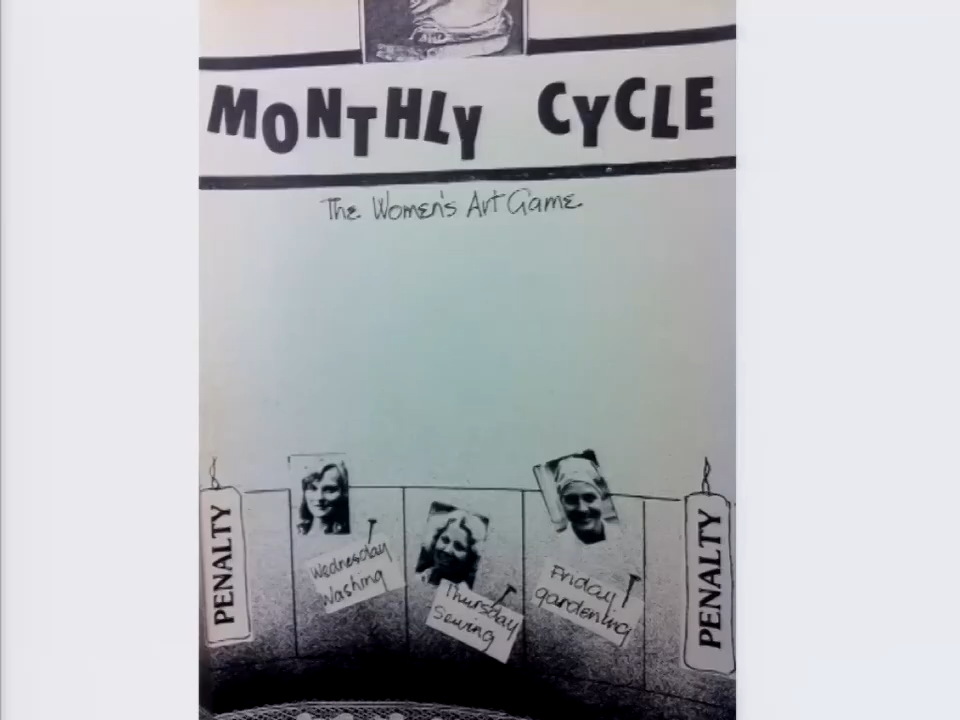 MONTHLY CYCLE
The Women's Art Game
PENALTY
Wednesday
Washing
Thursday
Sewing
Friday
gardening
PENALTY